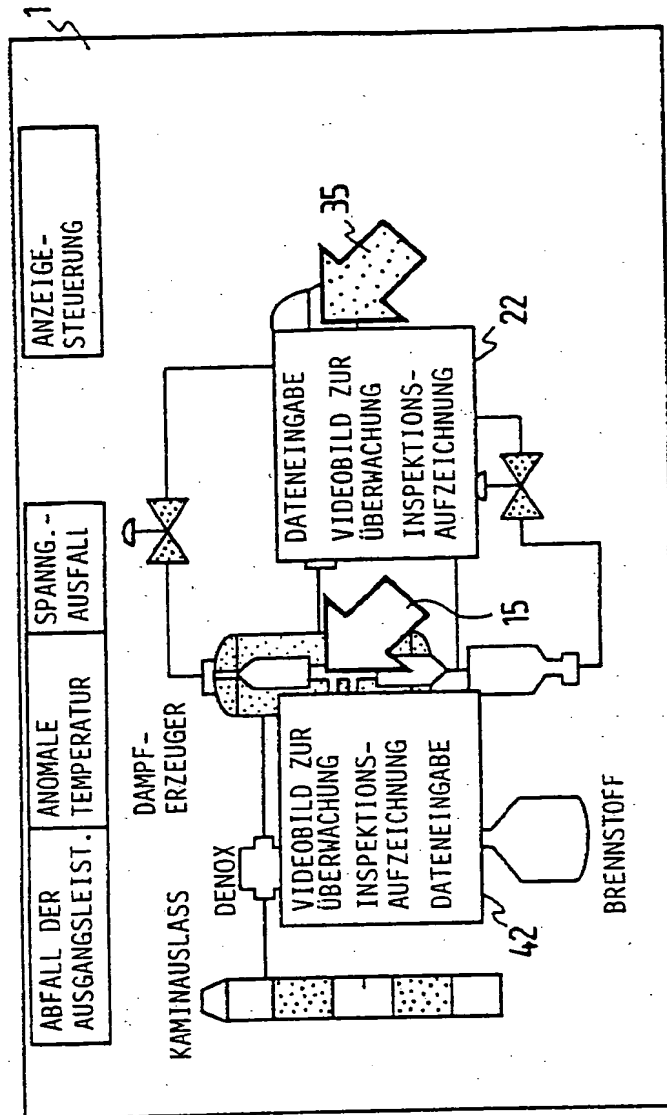 1
ABFALL DER
AUSGANGSLEIST.
ANOMALE
TEMPERATUR
SPANNG.-
AUSFALL
ANZEIGE-
STEUERUNG
KAMINAUSLASS
DENOX
DAMPF-
ERZEUGER
VIDEOBILD ZUR
ÜBERWACHUNG
INSPEKTIONS-
AUFZEICHNUNG
DATENEINGABE
42
BRENNSTOFF
15
DATENEINGABE
VIDEOBILD ZUR
ÜBERWACHUNG
INSPEKTIONS-
AUFZEICHNUNG
22
35